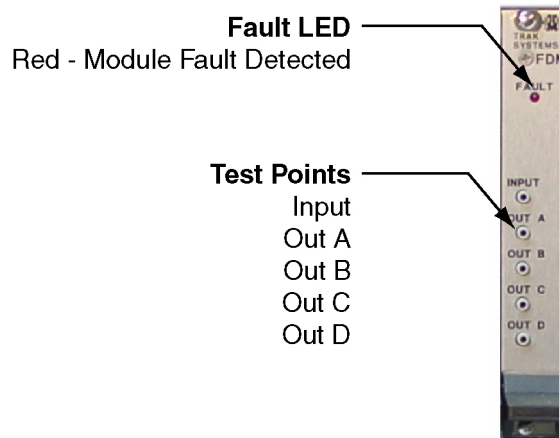 Fault LED
Red - Module Fault Detected
TRAK
SYSTEMS
FDM
FAULT
Test Points
Input
Out A
Out B
Out C
Out D
INPUT
OUT A
OUT B
OUT C
OUT D